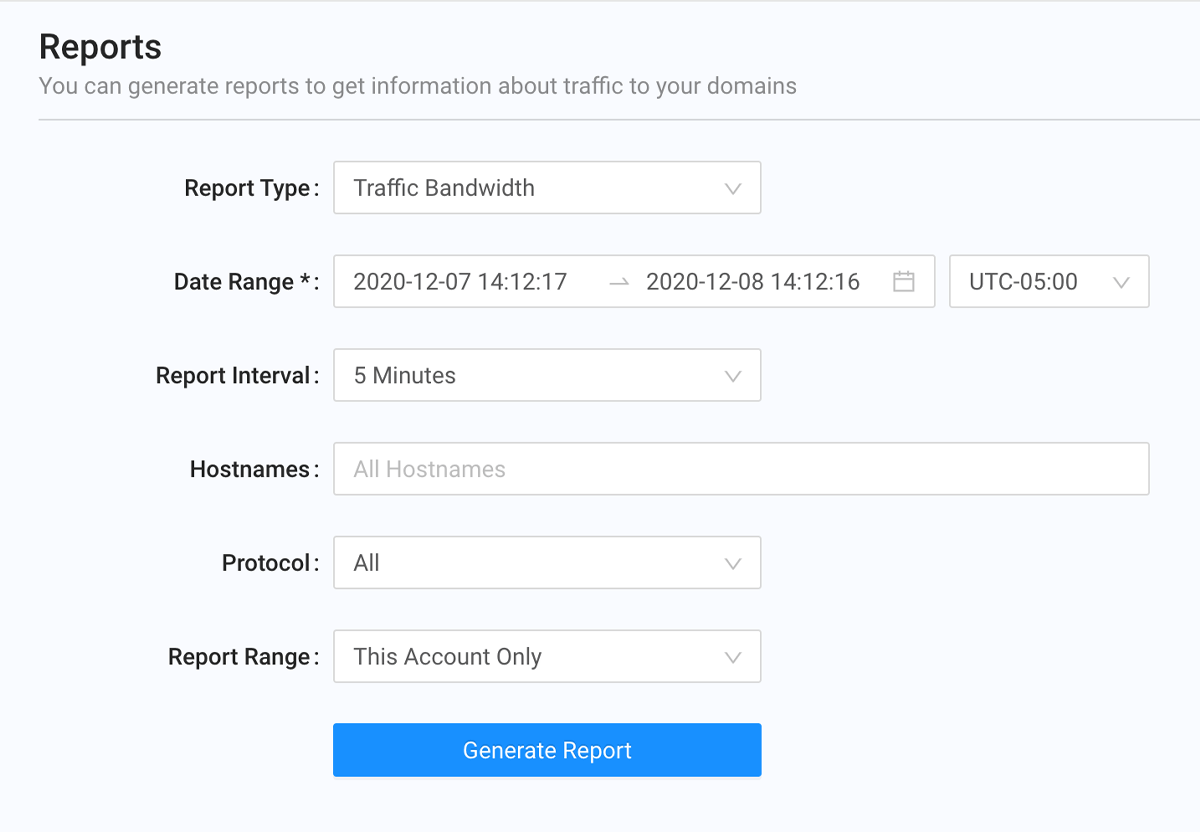 Reports
You can generate reports to get information about traffic to your domains
Report Type: Traffic Bandwidth
Date Range *: 2020-12-07 14:12:17 → 2020-12-08 14:12:16 UTC-05:00
Report Interval: 5 Minutes
Hostnames: All Hostnames
Protocol: All
Report Range: This Account Only
Generate Report